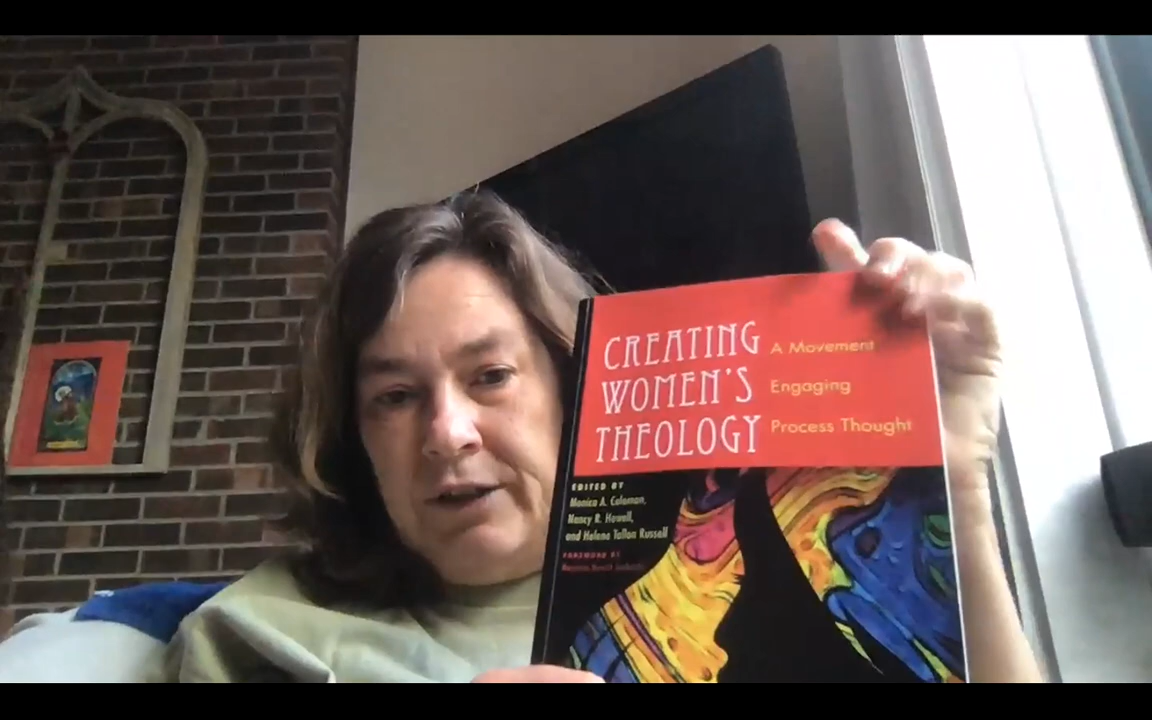 CREATING
WOMEN'S
THEOLOGY
A Movement
Engaging
Process Thought
EDITED BY
Monica A. Coleman,
Nancy R. Howell,
and Helene Tallon Russell
FOREWORD BY